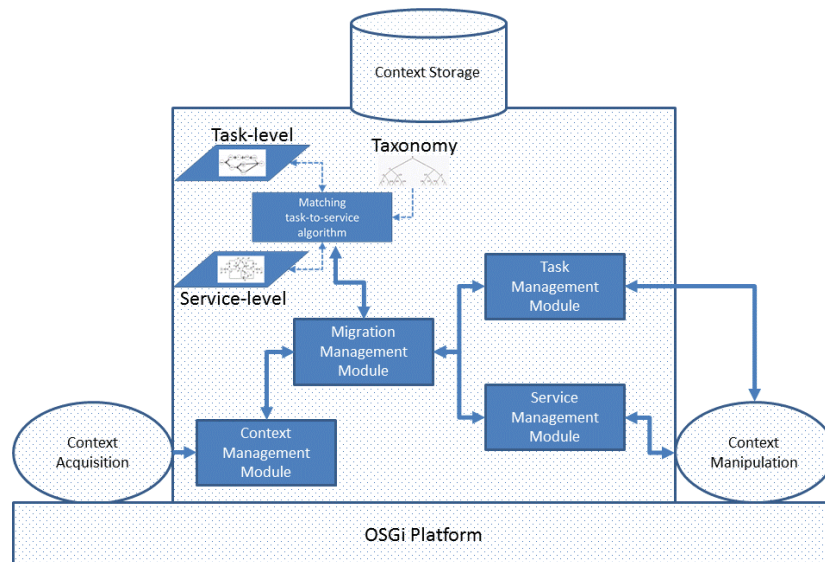 Context Storage
Task-level
Taxonomy
Matching
task-to-service
algorithm
Service-level
Task
Management
Module
Migration
Management
Module
Service
Management
Module
Context
Acquisition
Context
Management
Module
Context
Manipulation
OSGi Platform